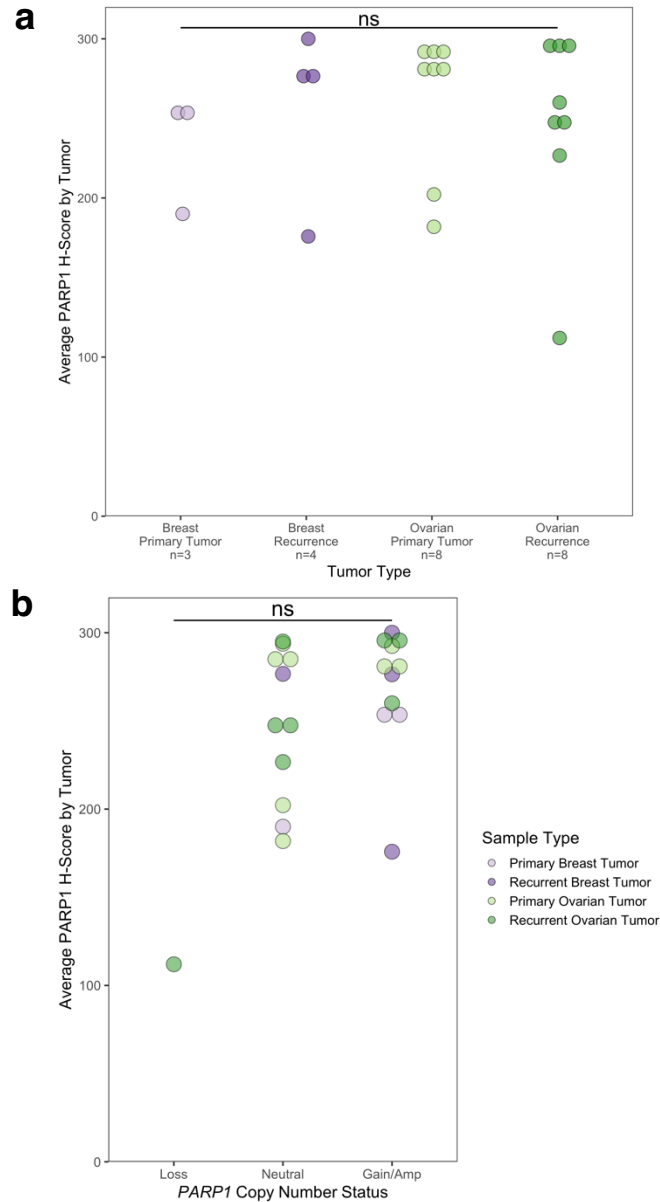 a
ns
300
200
100
0
Average PARP1 H-Score by Tumor
Breast
Primary Tumor
n=3
Breast
Recurrence
n=4
Ovarian
Primary Tumor
n=8
Ovarian
Recurrence
n=8
Tumor Type
b
ns
300
200
100
0
Average PARP1 H-Score by Tumor
Loss
Neutral
Gain/Amp
PARP1 Copy Number Status
Sample Type
Primary Breast Tumor
Recurrent Breast Tumor
Primary Ovarian Tumor
Recurrent Ovarian Tumor